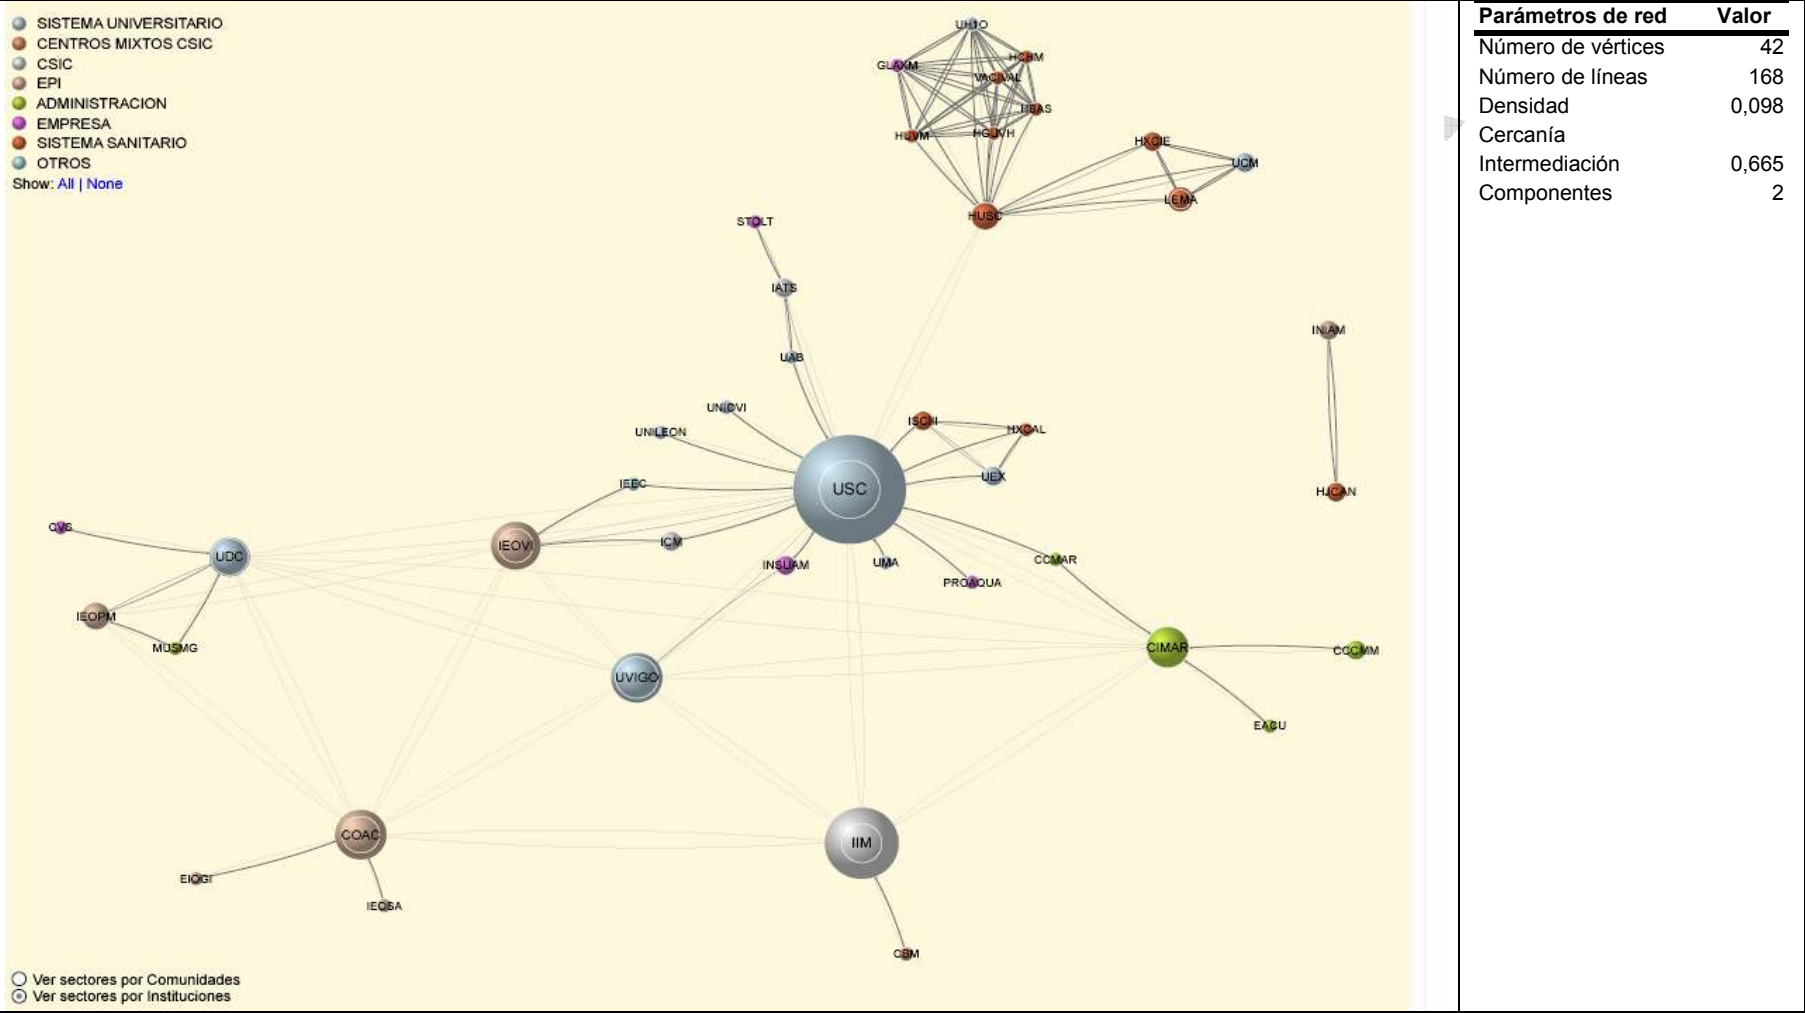 SISTEMA UNIVERSITARIO
CENTROS MIXTOS CSIC
CSIC
EPI
ADMINISTRACION
EMPRESA
SISTEMA SANITARIO
OTROS
Show: All | None
Parámetros de red Valor
Número de vértices 42
Número de líneas 168
Densidad 0,098
Cercanía
Intermediación 0,665
Componentes 2
GLAXM
HCHM
VACIVAL
HBAS
HUVM
HGUVH
HXCIE
UCM
LEMA
HUSC
STOLT
IATS
UAB
INIAM
UNIOVI
UNILEON
ISCIII
HXCAL
UEX
IEEC
USC
HJCAN
CVS
UDC
IEOVI
ICM
INSUAM
UMA
PROAQUA
CCMAR
IEOPM
MUSMG
UVIGO
CIMAR
CCCMM
EACU
COAC
IIM
EIOGI
IEOSA
CBM
Ver sectores por Comunidades
Ver sectores por Instituciones